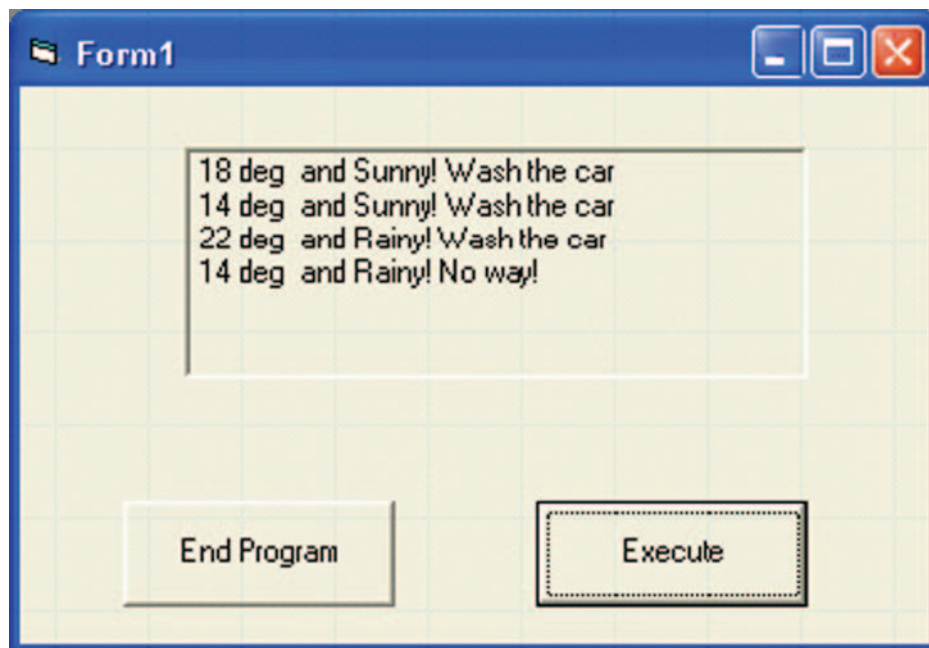 Form1
18 deg  and Sunny! Wash the car
14 deg  and Sunny! Wash the car
22 deg  and Rainy! Wash the car
14 deg  and Rainy! No way!
End Program
Execute